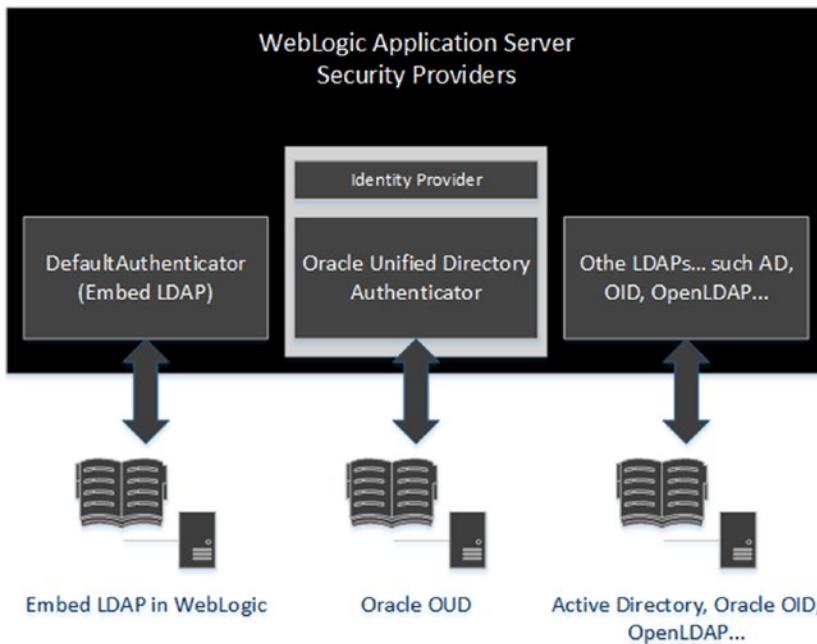 WebLogic Application Server
Security Providers
Identity Provider
DefaultAuthenticator
(Embed LDAP)
Oracle Unified Directory
Authenticator
Othe LDAPs... such AD,
OID, OpenLDAP...
Embed LDAP in WebLogic
Oracle OUD
Active Directory, Oracle OID,
OpenLDAP...